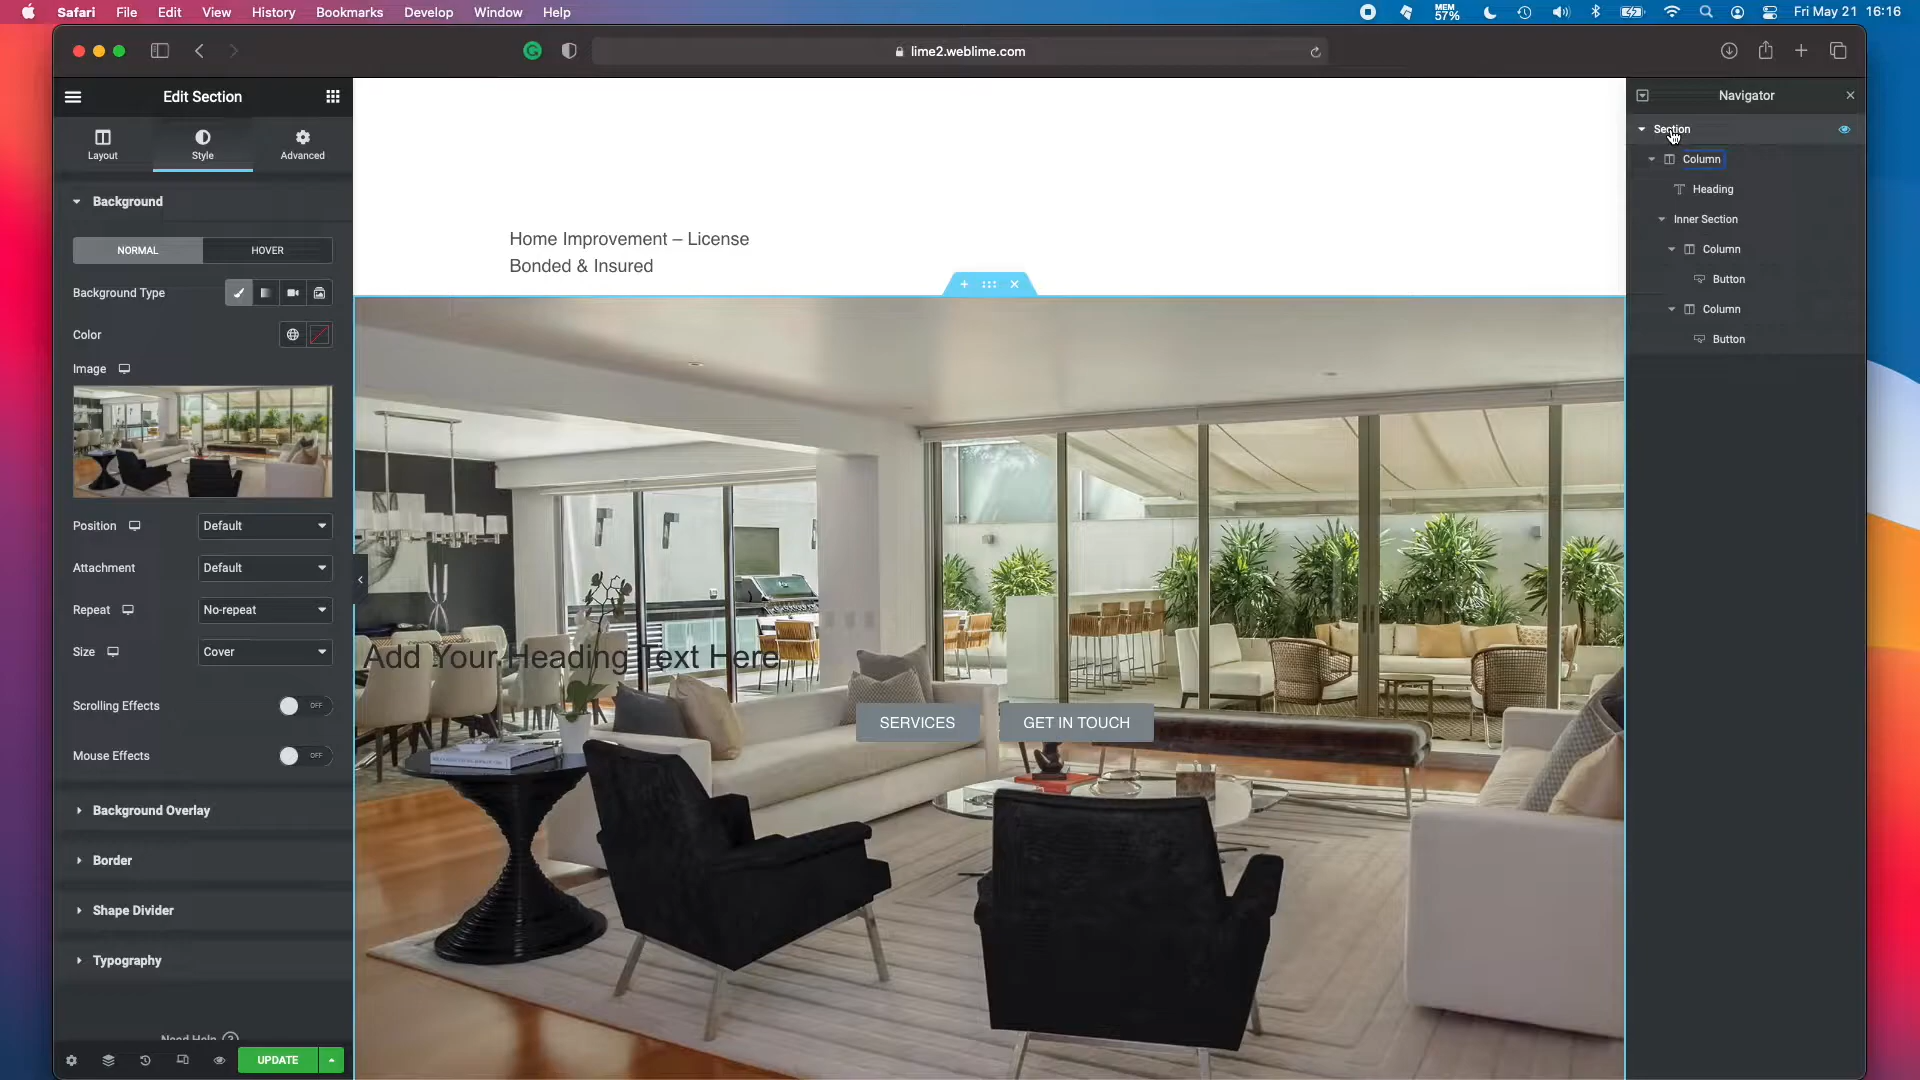 Safari File Edit View History Bookmarks Develop Window Help
MEM
57%
Fri May 21 16:16
lime2.weblime.com
Edit Section
Layout
Style
Advanced
Background
NORMAL
HOVER
Background Type
Color
Image
Position
Default
Attachment
Default
Repeat
No-repeat
Size
Cover
Scrolling Effects
OFF
Mouse Effects
OFF
Background Overlay
Border
Shape Divider
Typography
Need Help
UPDATE
Home Improvement – License
Bonded & Insured
Add Your Heading Text Here
SERVICES
GET IN TOUCH
Navigator
Section
Column
Heading
Inner Section
Column
Button
Column
Button